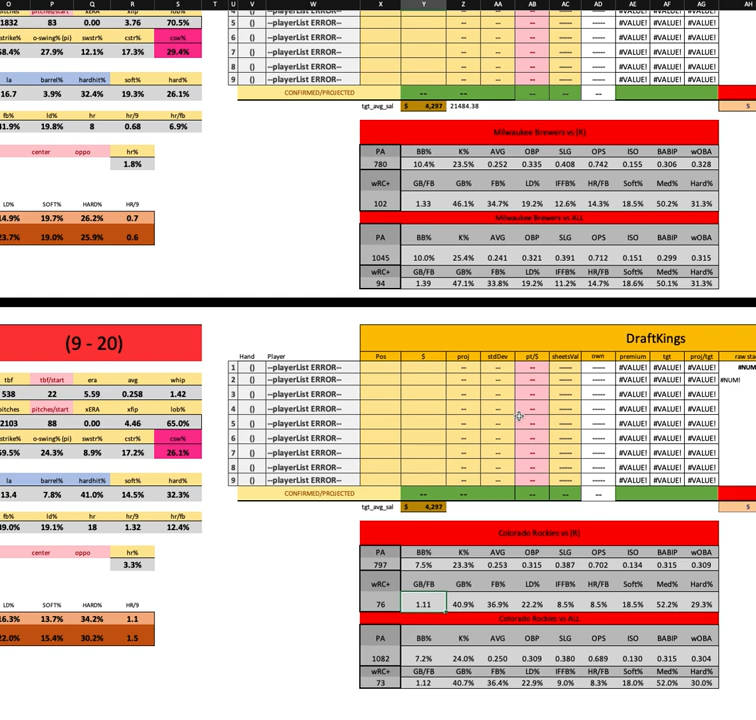 O P Q R S T U V W X Y Z AA AB AC AD AE AF AG AH
1832 83 0.00 3.76 70.5%
strike% o-swing% (pi) swstr% cstr% csw%
58.4% 27.9% 12.1% 17.3% 29.4%
la barrel% hardhit% soft% hard%
16.7 3.9% 32.4% 19.3% 26.1%
fb% ld% hr hr/9 hr/fb
41.9% 19.8% 8 0.68 6.9%
center oppo hr%
1.8%
LD% SOFT% HARD% HR/9
14.9% 19.7% 26.2% 0.7
23.7% 19.0% 25.9% 0.6
5 () --playerList ERROR-- -- -- -- ----- ----- #VALUE! #VALUE! #VALUE!
6 () --playerList ERROR-- -- -- -- ----- ----- #VALUE! #VALUE! #VALUE!
7 () --playerList ERROR-- -- -- -- ----- ----- #VALUE! #VALUE! #VALUE!
8 () --playerList ERROR-- -- -- -- ----- ----- #VALUE! #VALUE! #VALUE!
9 () --playerList ERROR-- -- -- -- ----- ----- #VALUE! #VALUE! #VALUE!
CONFIRMED/PROJECTED -- -- -- -- --
tgt_avg_sal $ 4,297 21484.38 5
Milwaukee Brewers vs (R)
PA BB% K% AVG OBP SLG OPS ISO BABIP wOBA
780 10.4% 23.5% 0.252 0.335 0.408 0.742 0.155 0.306 0.328
wRC+ GB/FB GB% FB% LD% IFFB% HR/FB Soft% Med% Hard%
102 1.33 46.1% 34.7% 19.2% 12.6% 14.3% 18.5% 50.2% 31.3%
Milwaukee Brewers vs ALL
PA BB% K% AVG OBP SLG OPS ISO BABIP wOBA
1045 10.0% 25.4% 0.241 0.321 0.391 0.712 0.151 0.299 0.315
wRC+ GB/FB GB% FB% LD% IFFB% HR/FB Soft% Med% Hard%
94 1.39 47.1% 33.8% 19.2% 11.2% 14.7% 18.6% 50.1% 31.3%
(9 - 20)
tbf tbf/start era avg whip
538 22 5.59 0.258 1.42
pitches pitches/start xERA xfip lob%
2103 88 0.00 4.46 65.0%
strike% o-swing% (pi) swstr% cstr% csw%
59.5% 24.3% 8.9% 17.2% 26.1%
la barrel% hardhit% soft% hard%
13.4 7.8% 41.0% 14.5% 32.3%
fb% ld% hr hr/9 hr/fb
39.0% 19.1% 18 1.32 12.4%
center oppo hr%
3.3%
LD% SOFT% HARD% HR/9
16.3% 13.7% 34.2% 1.1
22.0% 15.4% 30.2% 1.5
DraftKings
Hand Player Pos $ proj stdDev pt/$ sheetsVal own premium tgt proj/tgt raw sta
1 () --playerList ERROR-- -- -- -- ----- ----- #VALUE! #VALUE! #VALUE! #NUM
2 () --playerList ERROR-- -- -- -- ----- ----- #VALUE! #VALUE! #VALUE! #NUM!
3 () --playerList ERROR-- -- -- -- ----- ----- #VALUE! #VALUE! #VALUE!
4 () --playerList ERROR-- -- -- -- ----- ----- #VALUE! #VALUE! #VALUE!
5 () --playerList ERROR-- -- -- -- ----- ----- #VALUE! #VALUE! #VALUE!
6 () --playerList ERROR-- -- -- -- ----- ----- #VALUE! #VALUE! #VALUE!
7 () --playerList ERROR-- -- -- -- ----- ----- #VALUE! #VALUE! #VALUE!
8 () --playerList ERROR-- -- -- -- ----- ----- #VALUE! #VALUE! #VALUE!
9 () --playerList ERROR-- -- -- -- ----- ----- #VALUE! #VALUE! #VALUE!
CONFIRMED/PROJECTED -- -- -- -- --
tgt_avg_sal $ 4,297 5
Colorado Rockies vs (R)
PA BB% K% AVG OBP SLG OPS ISO BABIP wOBA
797 7.5% 23.3% 0.253 0.315 0.387 0.702 0.134 0.315 0.309
wRC+ GB/FB GB% FB% LD% IFFB% HR/FB Soft% Med% Hard%
76 1.11 40.9% 36.9% 22.2% 8.5% 8.5% 18.5% 52.2% 29.3%
Colorado Rockies vs ALL
PA BB% K% AVG OBP SLG OPS ISO BABIP wOBA
1082 7.2% 24.0% 0.250 0.309 0.380 0.689 0.130 0.315 0.304
wRC+ GB/FB GB% FB% LD% IFFB% HR/FB Soft% Med% Hard%
73 1.12 40.7% 36.4% 22.9% 9.0% 8.3% 18.0% 52.0% 30.0%